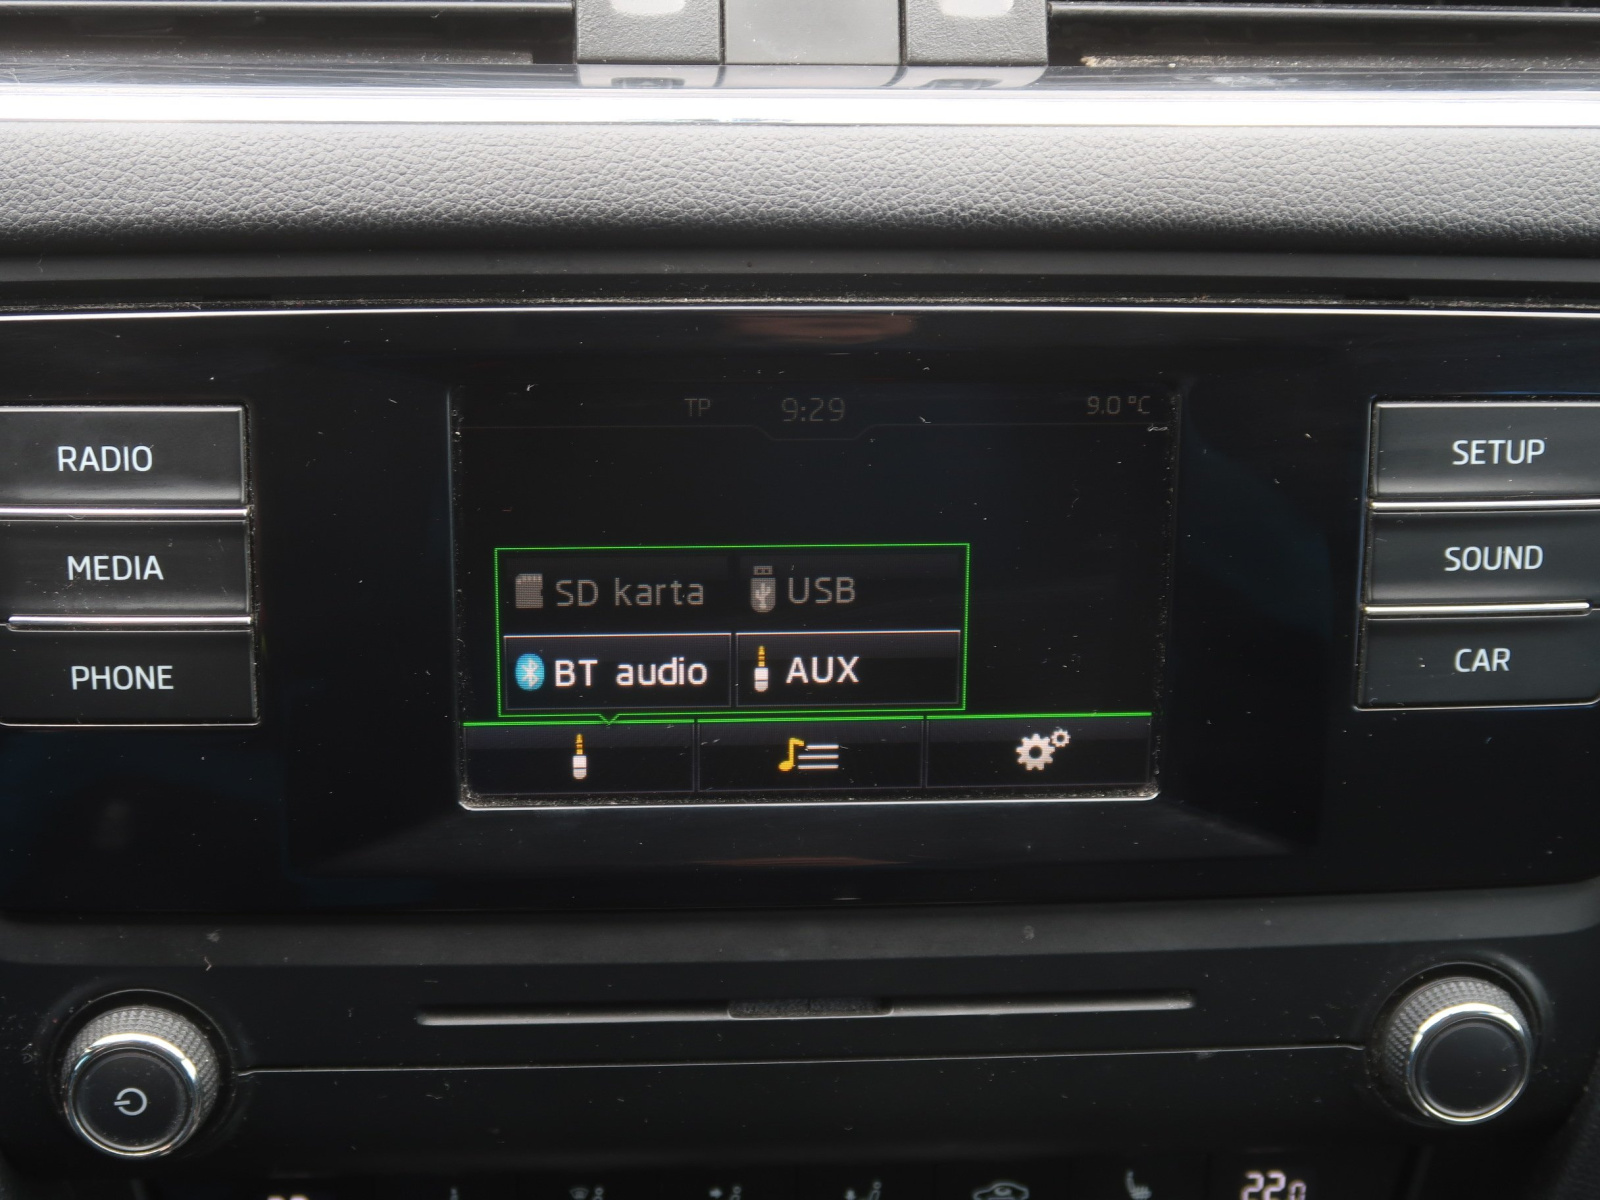 TP 9:29 9.0 °C
RADIO
MEDIA
PHONE
SD karta USB
BT audio AUX
SETUP
SOUND
CAR
22.0